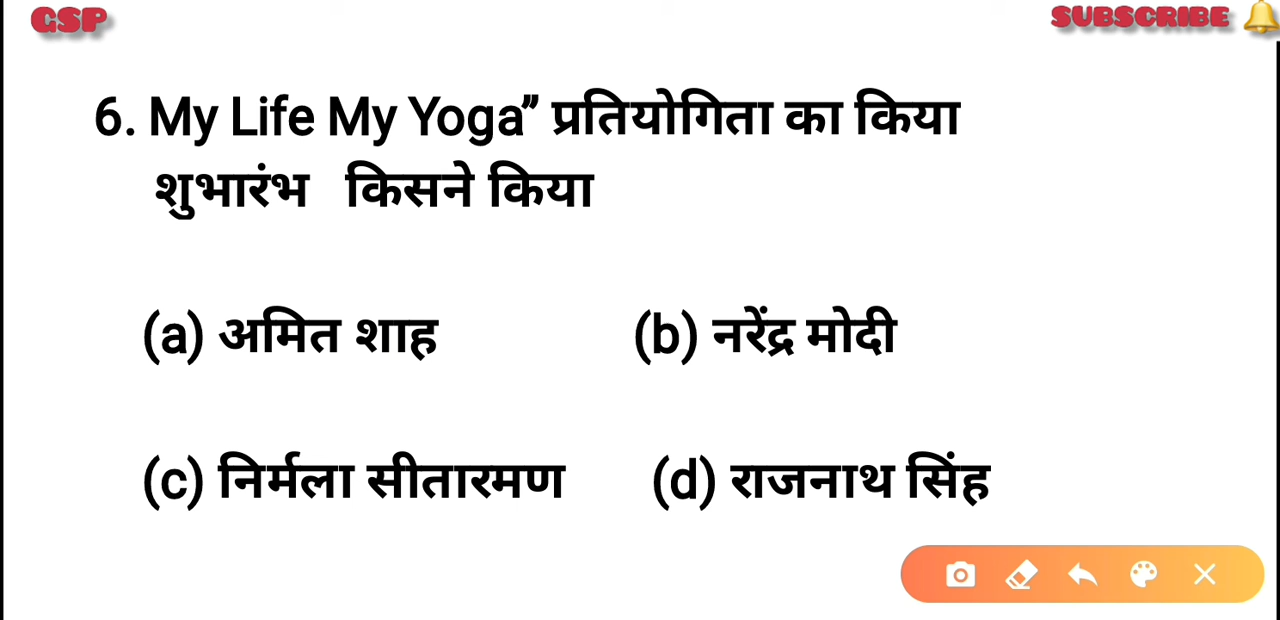 GSP
SUBSCRIBE
6. My Life My Yoga” प्रतियोगिता का किया
शुभारंभ किसने किया
(a) अमित शाह (b) नरेंद्र मोदी
(c) निर्मला सीतारमण (d) राजनाथ सिंह